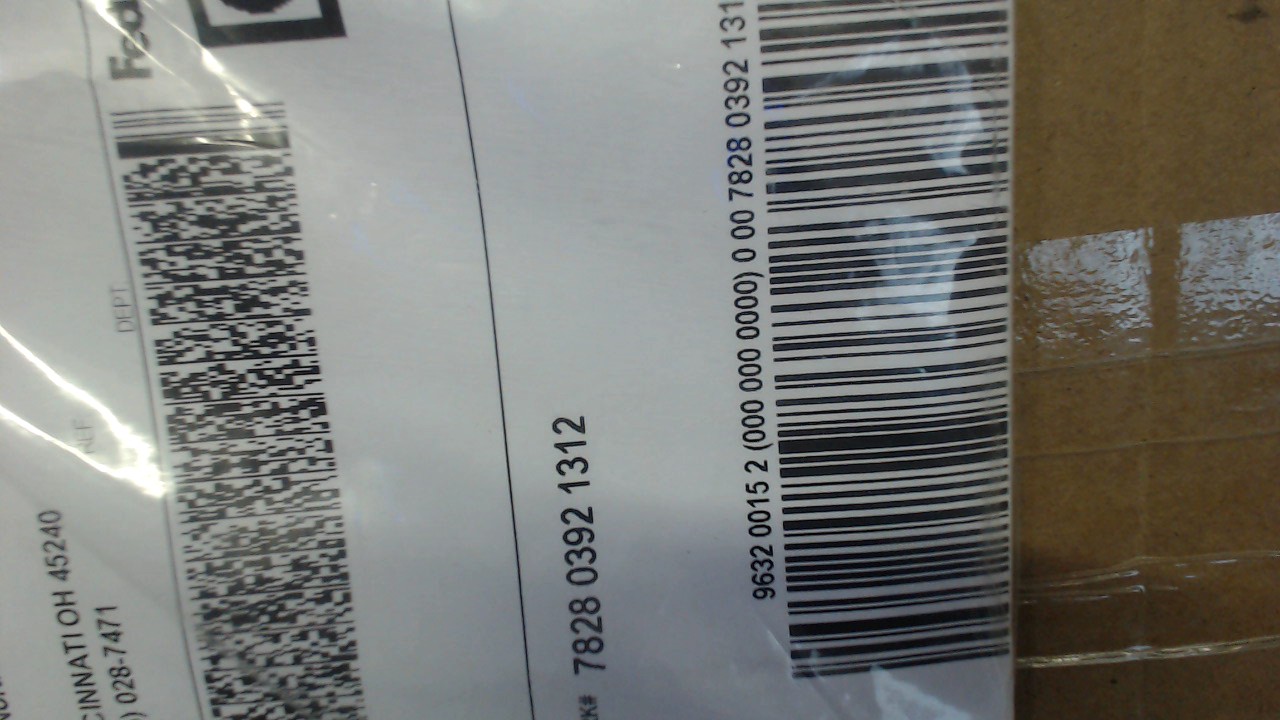 CINNATI OH 45240
) 028-7471
REF
DEPT
Fed
K# 7828 0392 1312
9632 0015 2 (000 000 0000) 0 00 7828 0392 131